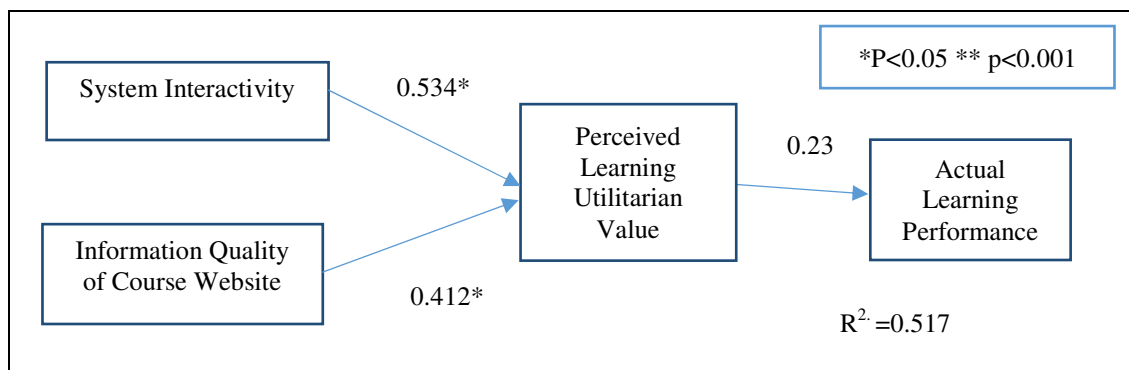 *P<0.05 ** p<0.001
System Interactivity
0.534*
Perceived
Learning
Utilitarian
Value
0.23
Actual
Learning
Performance
Information Quality
of Course Website
0.412*
R²· =0.517